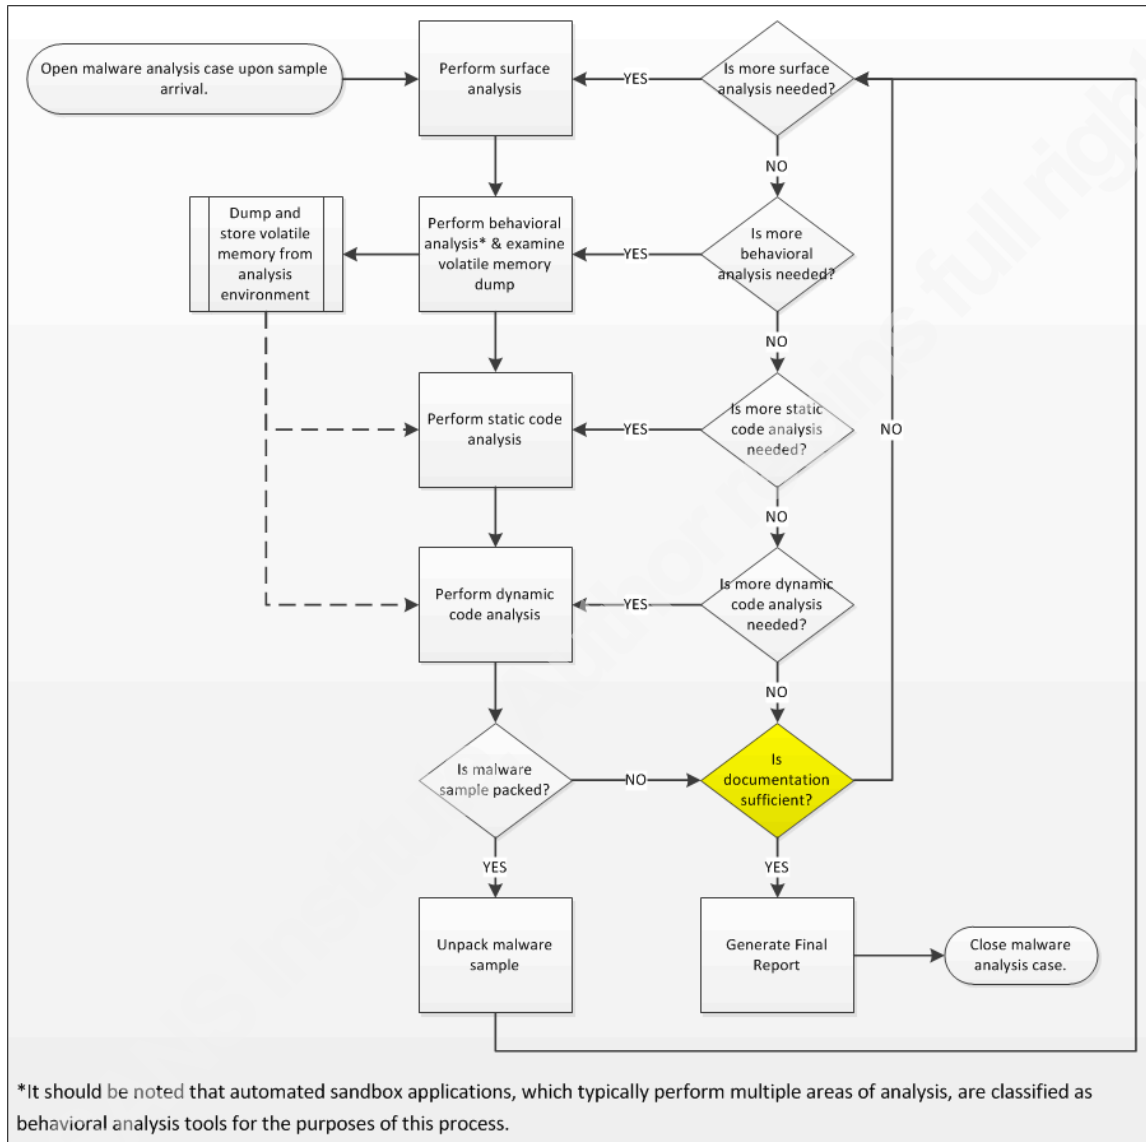 Open malware analysis case upon sample
arrival.
Perform surface
analysis
YES
Is more surface
analysis needed?
NO
Dump and
store volatile
memory from
analysis
environment
Perform behavioral
analysis* & examine
volatile memory
dump
YES
Is more
behavioral
analysis needed?
NO
Perform static code
analysis
YES
Is more static
code analysis
needed?
NO
NO
Perform dynamic
code analysis
YES
Is more dynamic
code analysis
needed?
NO
Is malware
sample packed?
NO
Is
documentation
sufficient?
YES
YES
Unpack malware
sample
Generate Final
Report
Close malware
analysis case.
*It should be noted that automated sandbox applications, which typically perform multiple areas of analysis, are classified as
behavioral analysis tools for the purposes of this process.